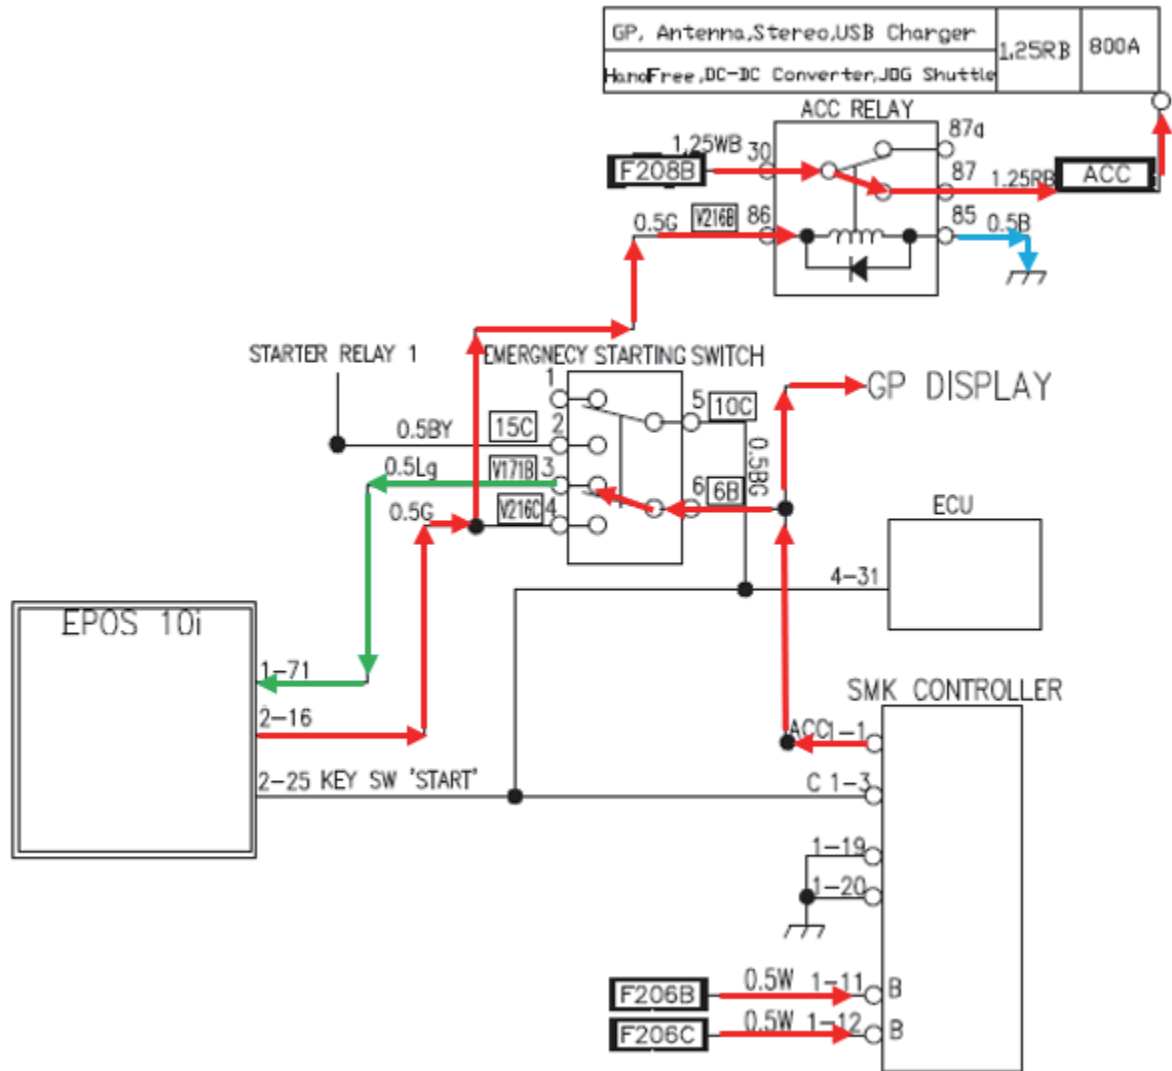 GP, Antenna,Stereo,USB Charger
1.25RB
800A
HanoFree,DC-DC Converter,JOG Shuttle
ACC RELAY
1,25WB
30
87a
F208B
87
1.25RB
ACC
0.5G
V216B
86
85
0.5B
STARTER RELAY 1
EMERGNECY STARTING SWITCH
1
GP DISPLAY
5
10C
0.5BY
15C
2
0.5Lg
V171B
3
0.5BG
6
6B
0.5G
V216C
4
ECU
4-31
EPOS 10i
1-71
SMK CONTROLLER
2-16
ACC
1-1
2-25 KEY SW 'START'
C 1-3
1-19
1-20
F206B
0.5W
1-11
B
F206C
0.5W
1-12
B